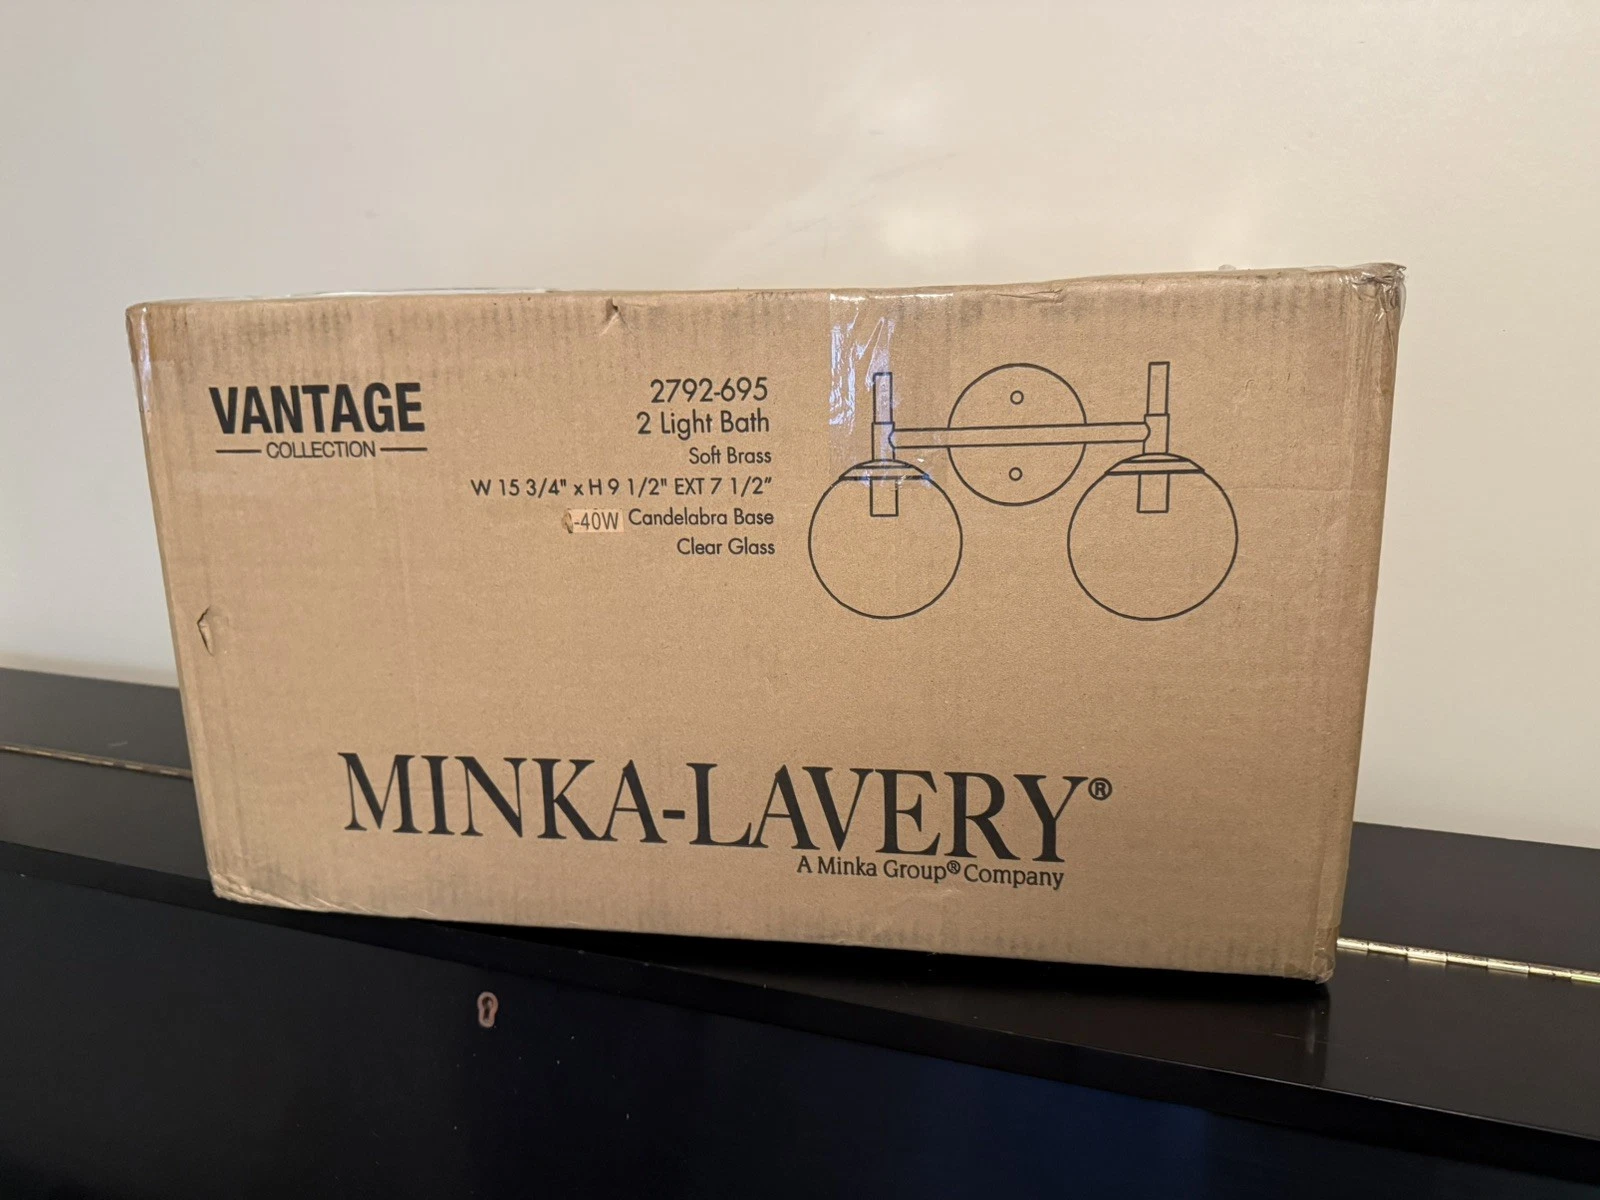 VANTAGE
COLLECTION
2792-695
2 Light Bath
Soft Brass
W 15 3/4" x H 9 1/2" EXT 7 1/2"
-40W Candelabra Base
Clear Glass
MINKA-LAVERY®
A Minka Group® Company